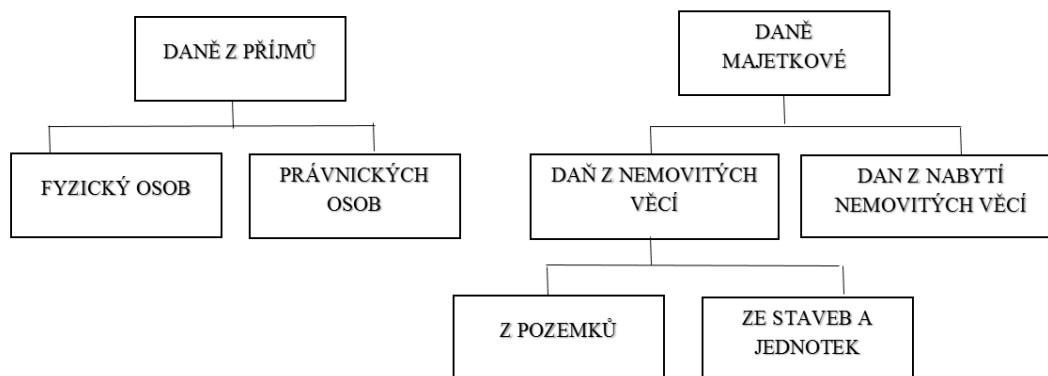 DANĚ Z PŘÍJMŮ
FYZICKÝ OSOB
PRÁVNICKÝCH
OSOB
DANĚ
MAJETKOVÉ
DAŇ Z NEMOVITÝCH
VĚCÍ
DAN Z NABYTÍ
NEMOVITÝCH VĚCÍ
Z POZEMKŮ
ZE STAVEB A
JEDNOTEK